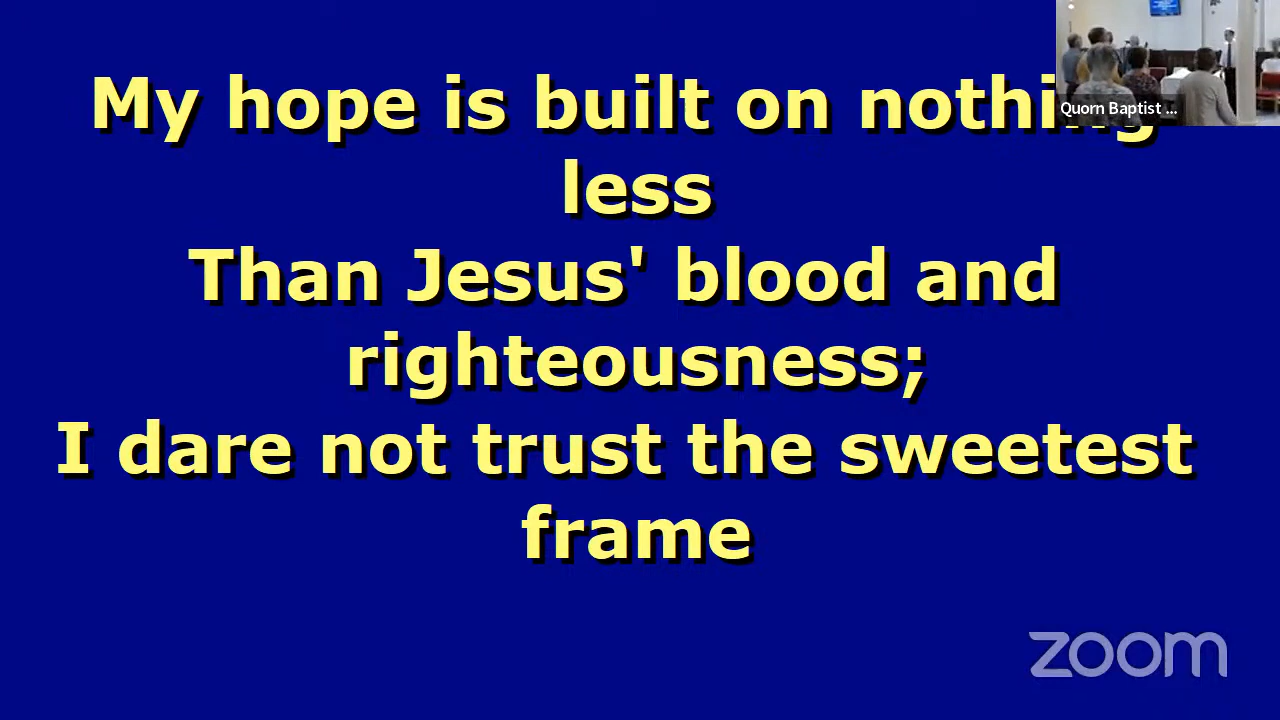 My hope is built on nothing
less
Than Jesus' blood and
righteousness;
I dare not trust the sweetest
frame
Quorn Baptist ...
zoom